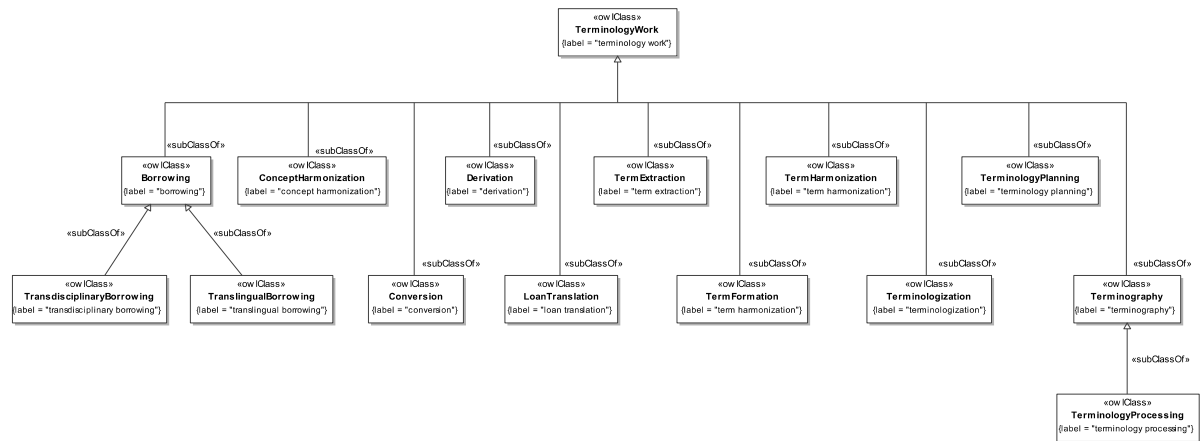 «owlClass»
TerminologyWork
{label = "terminology work"}
«subClassOf»
«subClassOf»
«subClassOf»
«subClassOf»
«subClassOf»
«subClassOf»
«owlClass»
Borrowing
{label = "borrowing"}
«owlClass»
ConceptHarmonization
{label = "concept harmonization"}
«owlClass»
Derivation
{label = "derivation"}
«owlClass»
TermExtraction
{label = "term extraction"}
«owlClass»
TermHarmonization
{label = "term harmonization"}
«owlClass»
TerminologyPlanning
{label = "terminology planning"}
«subClassOf»
«subClassOf»
«subClassOf»
«subClassOf»
«subClassOf»
«subClassOf»
«subClassOf»
«owlClass»
TransdisciplinaryBorrowing
{label = "transdisciplinary borrowing"}
«owlClass»
TranslingualBorrowing
{label = "translingual borrowing"}
«owlClass»
Conversion
{label = "conversion"}
«owlClass»
LoanTranslation
{label = "loan translation"}
«owlClass»
TermFormation
{label = "term harmonization"}
«owlClass»
Terminologization
{label = "terminologization"}
«owlClass»
Terminography
{label = "terminography"}
«subClassOf»
«owlClass»
TerminologyProcessing
{label = "terminology processing"}